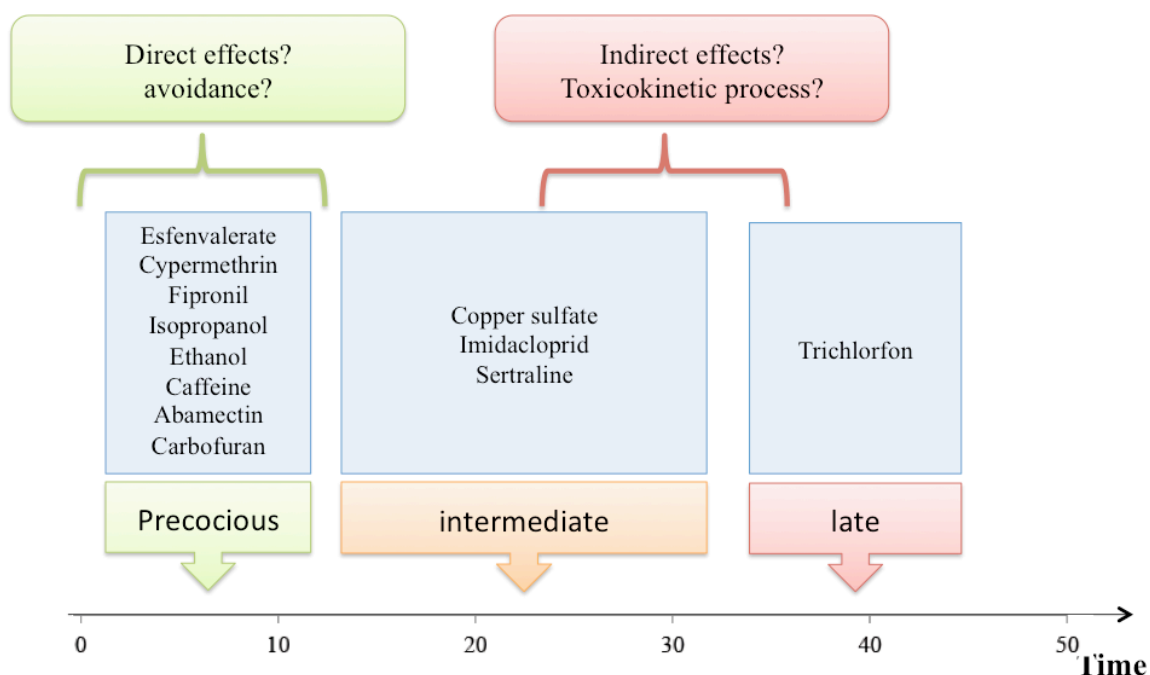 Direct effects?
avoidance?
Indirect effects?
Toxicokinetic process?
Esfenvalerate
Cypermethrin
Fipronil
Isopropanol
Ethanol
Caffeine
Abamectin
Carbofuran
Copper sulfate
Imidacloprid
Sertraline
Trichlorfon
Precocious
intermediate
late
0 10 20 30 40 50
Time